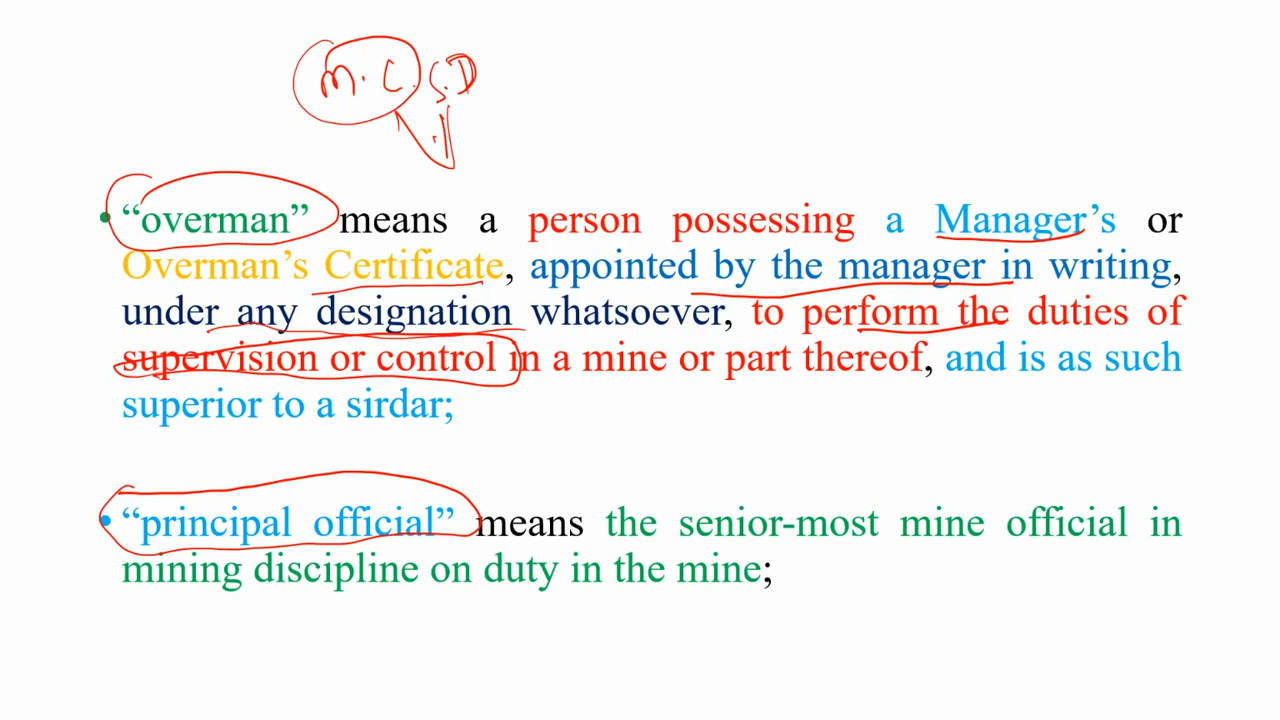 m. C. S.D
• “overman” means a person possessing a Manager’s or
Overman’s Certificate, appointed by the manager in writing,
under any designation whatsoever, to perform the duties of
supervision or control in a mine or part thereof, and is as such
superior to a sirdar;
• “principal official” means the senior-most mine official in
mining discipline on duty in the mine;